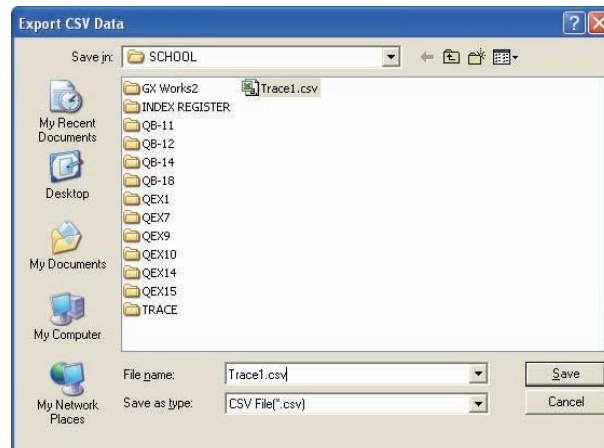 Export CSV Data
Save in:
SCHOOL
My Recent
Documents
Desktop
My Documents
My Computer
My Network
Places
GX Works2
INDEX REGISTER
QB-11
QB-12
QB-14
QB-18
QEX1
QEX7
QEX9
QEX10
QEX14
QEX15
TRACE
Trace1.csv
File name:
Trace1.csv
Save
Save as type:
CSV File(*.csv)
Cancel